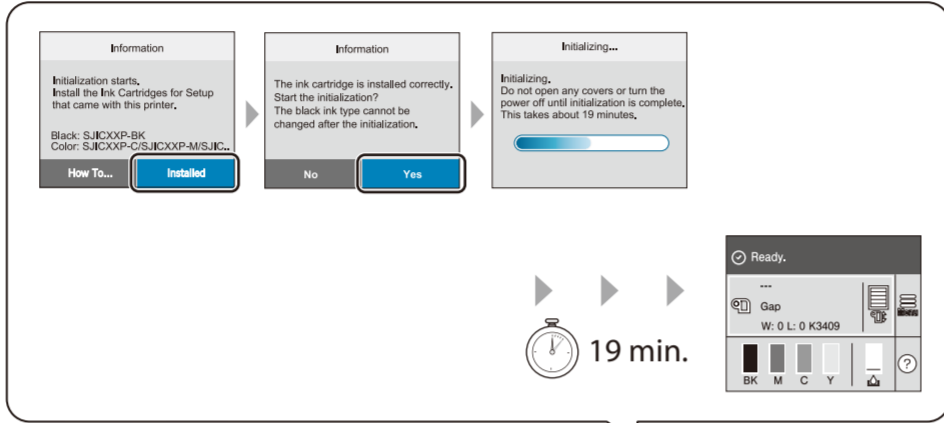 Information
Initialization starts.
Install the Ink Cartridges for Setup
that came with this printer.
Black: SJICXXP-BK
Color: SJICXXP-C/SJICXXP-M/SJIC..
How To...
Installed
Information
The ink cartridge is installed correctly.
Start the initialization?
The black ink type cannot be
changed after the initialization.
No
Yes
Initializing...
Initializing.
Do not open any covers or turn the
power off until initialization is complete.
This takes about 19 minutes.
19 min.
Ready.
---
Gap
W: 0 L: 0 K3409
MENU
BK M C Y
?